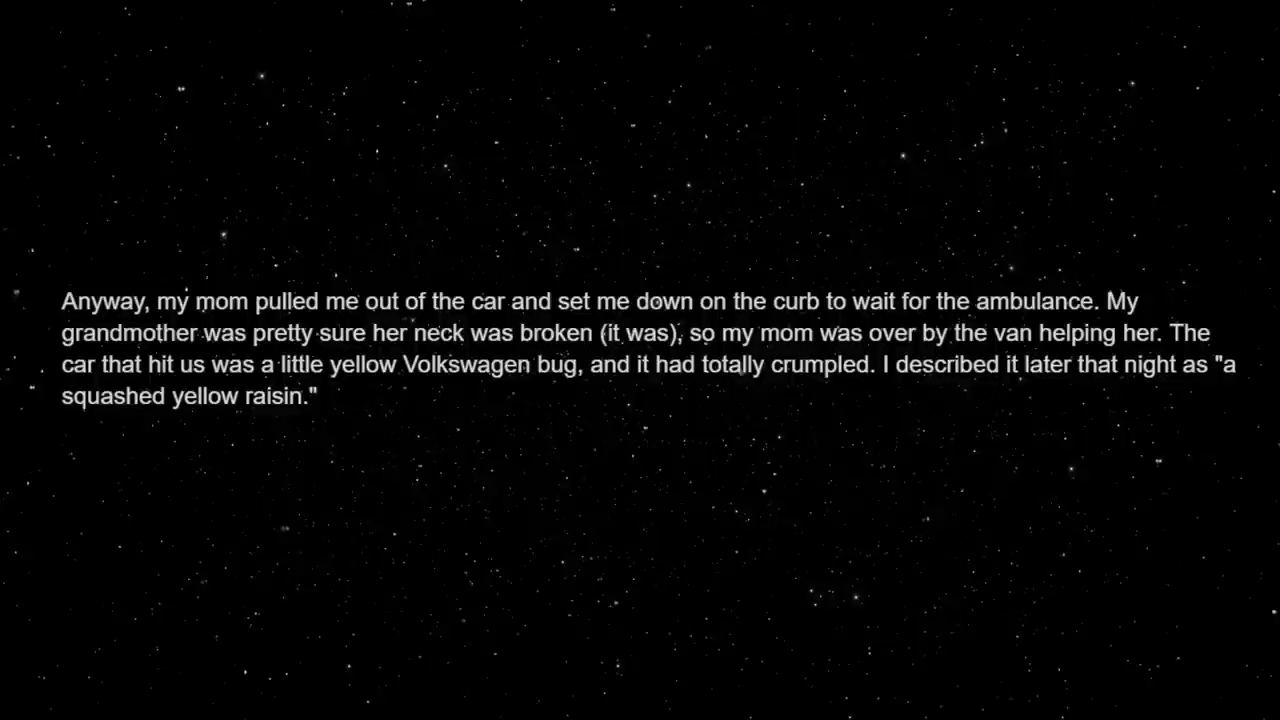 Anyway, my mom pulled me out of the car and set me down on the curb to wait for the ambulance. My
grandmother was pretty sure her neck was broken (it was), so my mom was over by the van helping her. The
car that hit us was a little yellow Volkswagen bug, and it had totally crumpled. I described it later that night as "a
squashed yellow raisin."